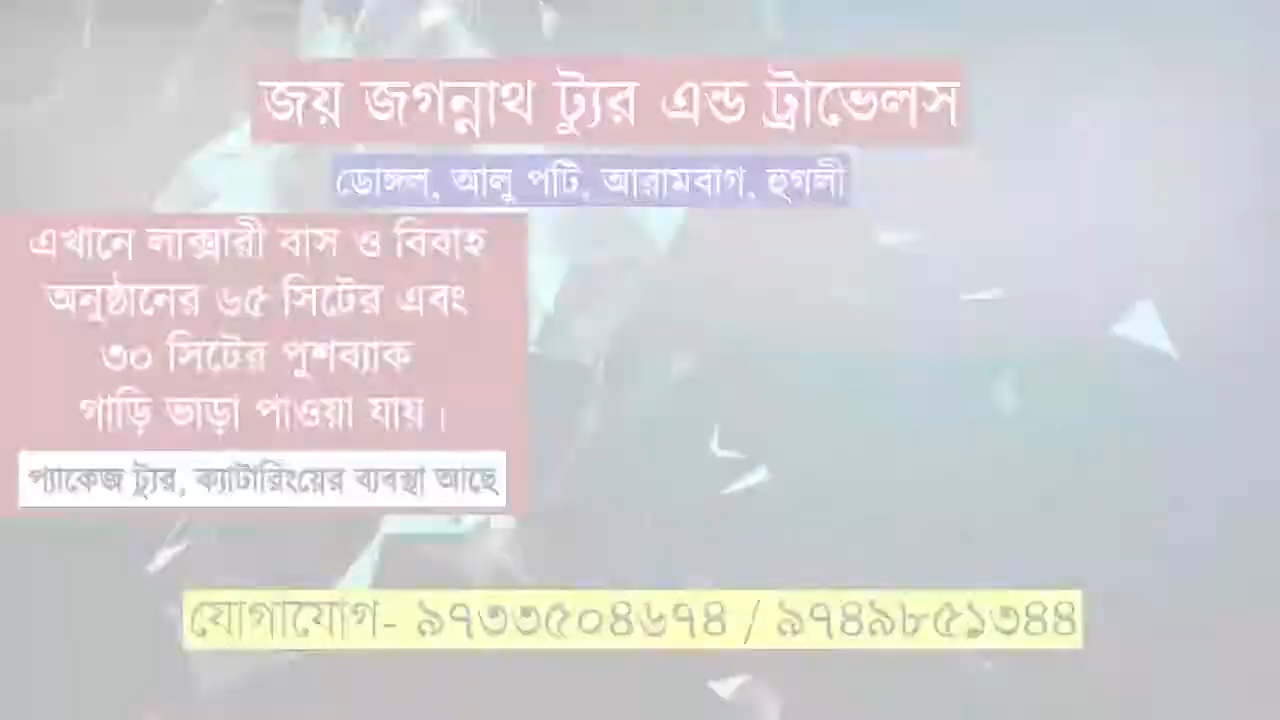 জয় জগন্নাথ ট্যুর এন্ড ট্রাভেলস
ডোঙ্গল, আলু পটি, আরামবাগ, হুগলী
এখানে লাক্সারী বাস ও বিবাহ
অনুষ্ঠানের ৬৫ সিটের এবং
৩০ সিটের পুশব্যাক
গাড়ি ভাড়া পাওয়া যায়।
প্যাকেজ ট্যুর, ক্যাটারিংয়ের ব্যবস্থা আছে
যোগাযোগ- ৯৭৩৩৫০৪৬৭৪ / ৯৭৪৯৮৫১৩৪৪